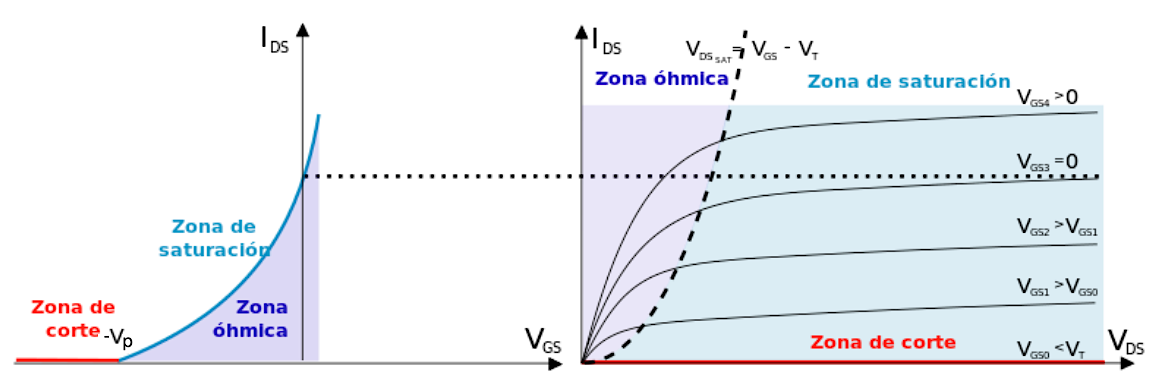 I DS
Zona de
saturación
Zona de
corte
-Vp
Zona
óhmica
VGS
IDS
VDS SAT = VGS - VT
Zona óhmica
Zona de saturación
VGS4 >0
VGS3 =0
VGS2 >VGS1
VGS1 >VGS0
Zona de corte
VGS0 <VT
VDS